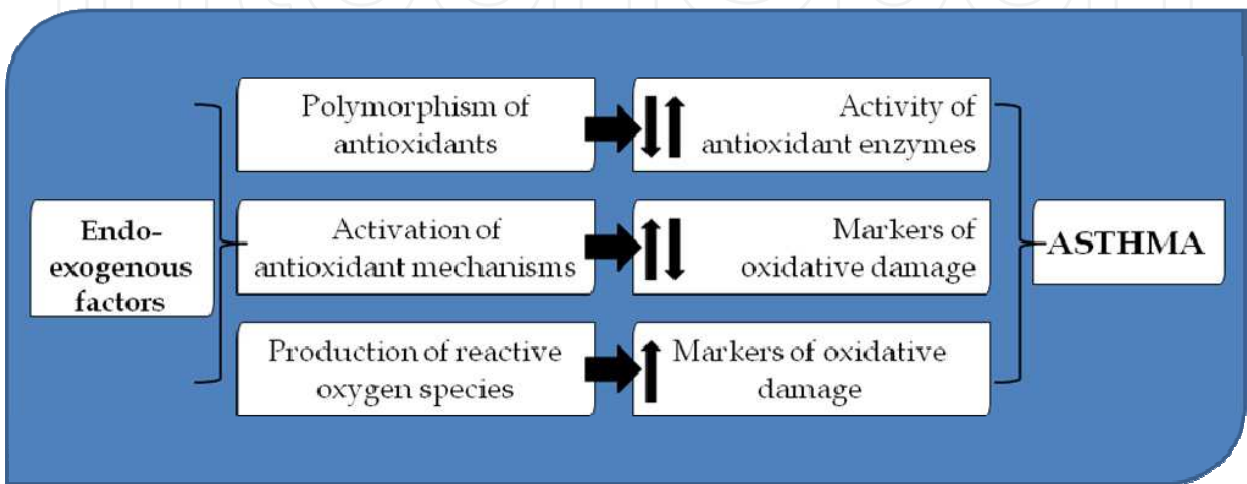 Endo-
exogenous
factors
Polymorphism of
antioxidants
Activity of
antioxidant enzymes
Activation of
antioxidant mechanisms
Markers of
oxidative damage
Production of reactive
oxygen species
Markers of oxidative
damage
ASTHMA